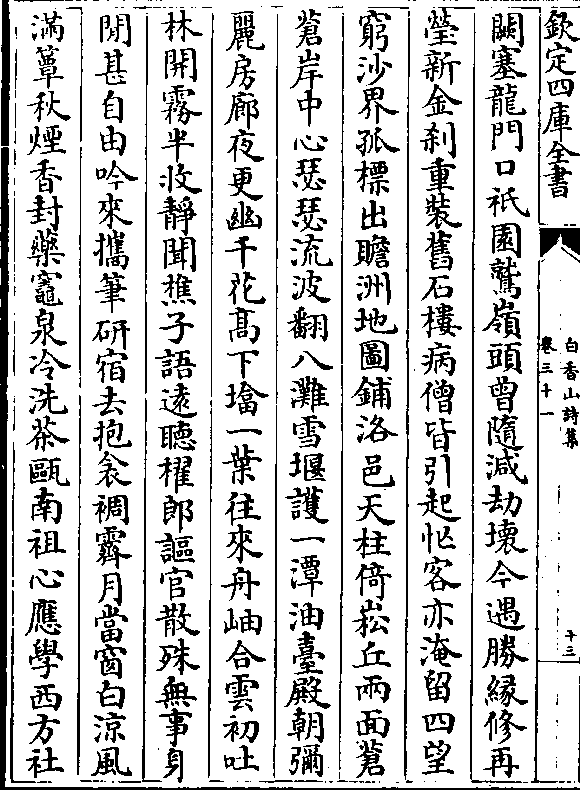 欽定四庫全書
白香山詩集
卷三十一
十三
闕塞龍門口祇園鷲嶺頭曽隨減劫壞今遇勝緣修再
瑩新金刹重裝舊石樓病僧皆引起忙客亦淹留四望
窮沙界孤標出贍洲地圖鋪洛邑天柱倚崧丘兩面蒼
蒼岸中心瑟瑟流波翻八灘雪堰護一潭油臺殿朝彌
麗房廊夜更幽千花髙下塔一葉往來舟岫合雲初吐
林開霧半收靜聞樵子語遠聽櫂郎謳官散殊無事身
閒甚自由吟來攜筆研宿去抱衾裯霽月當窗白涼風
滿簟秋煙香封藥竈泉冷洗茶甌南祖心應學西方社